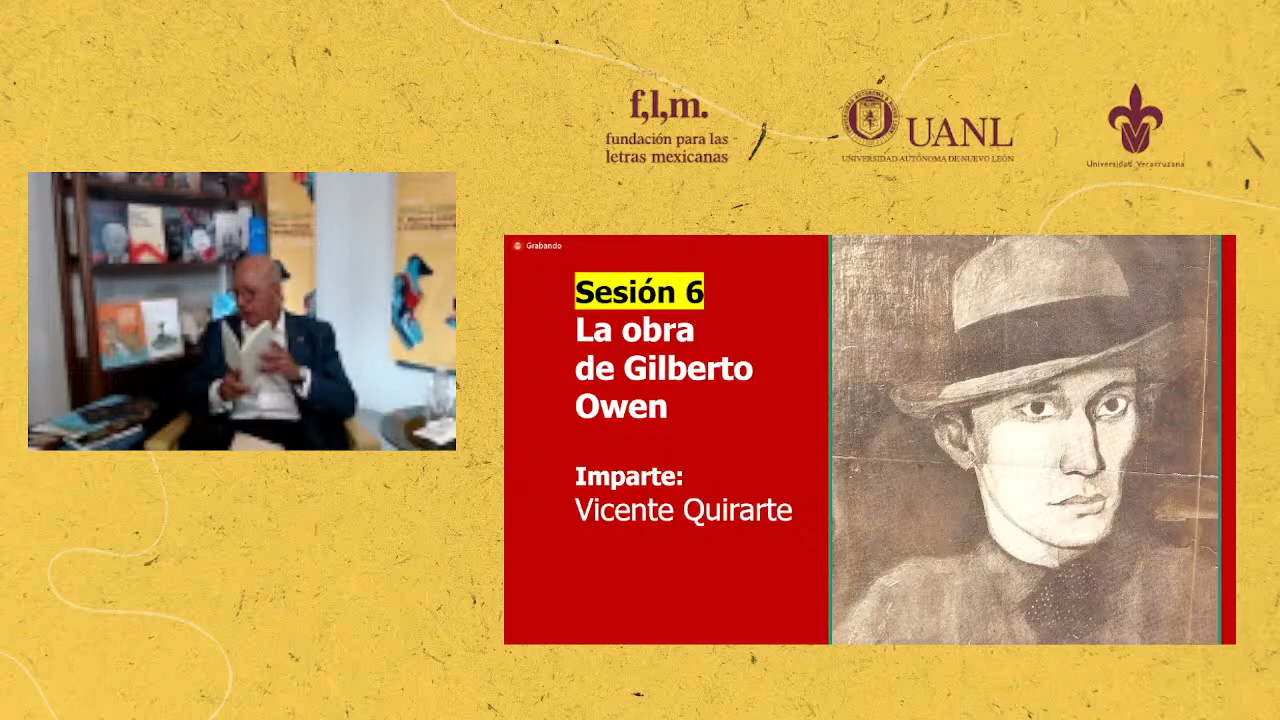 f,l,m.
fundación para las
letras mexicanas
UANL
UNIVERSIDAD AUTÓNOMA DE NUEVO LEÓN
Universidad Veracruzana
Grabando
Sesión 6
La obra
de Gilberto
Owen
Imparte:
Vicente Quirarte